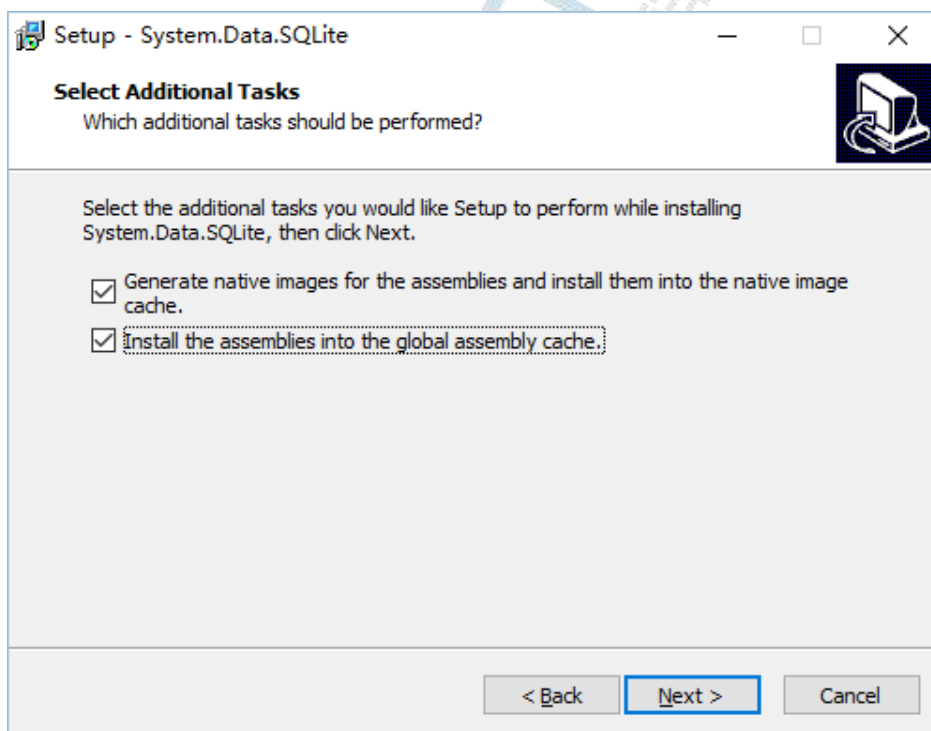 Setup - System.Data.SQLite
Select Additional Tasks
Which additional tasks should be performed?
Select the additional tasks you would like Setup to perform while installing
System.Data.SQLite, then click Next.
Generate native images for the assemblies and install them into the native image
cache.
Install the assemblies into the global assembly cache.
< Back
Next >
Cancel